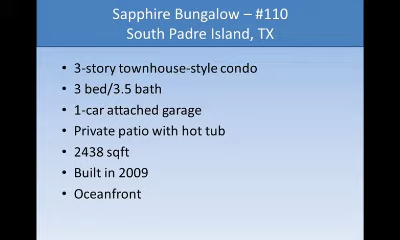 Sapphire Bungalow – #110
South Padre Island, TX
• 3-story townhouse-style condo
• 3 bed/3.5 bath
• 1-car attached garage
• Private patio with hot tub
• 2438 sqft
• Built in 2009
• Oceanfront